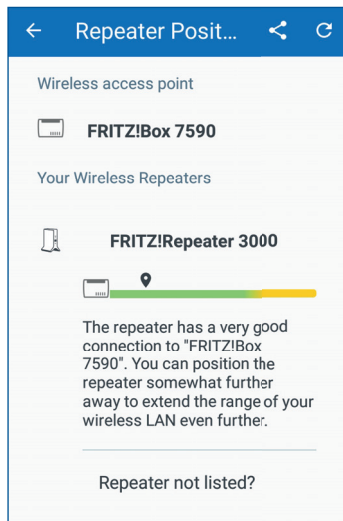 Repeater Posit...
Wireless access point
FRITZ!Box 7590
Your Wireless Repeaters
FRITZ!Repeater 3000
The repeater has a very good
connection to "FRITZ!Box
7590". You can position the
repeater somewhat further
away to extend the range of your
wireless LAN even further.
Repeater not listed?